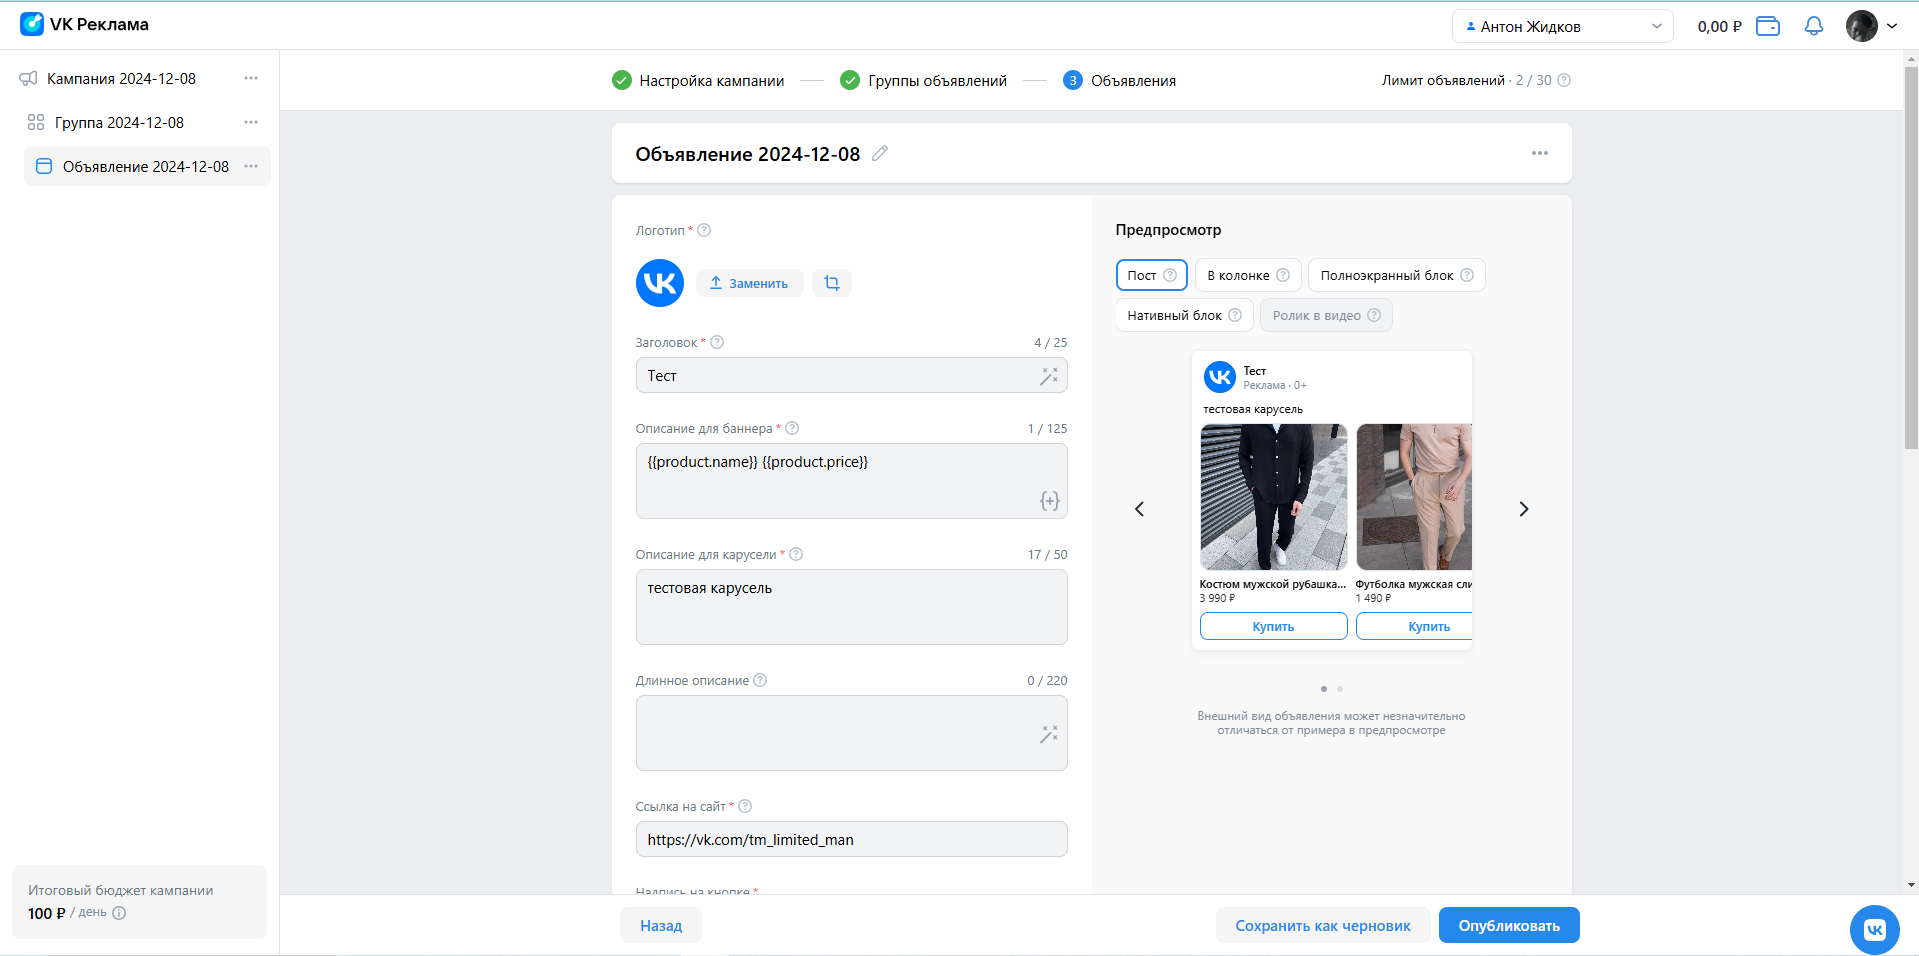 VK Реклама
Антон Жидков
0,00 ₽
Кампания 2024-12-08
Группа 2024-12-08
Объявление 2024-12-08
Настройка кампании
Группы объявлений
3 Объявления
Лимит объявлений · 2 / 30
Объявление 2024-12-08
Логотип *
Заменить
Заголовок * 4 / 25
Тест
Описание для баннера * 1 / 125
{{product.name}} {{product.price}}
Описание для карусели * 17 / 50
тестовая карусель
Длинное описание 0 / 220
Ссылка на сайт *
https://vk.com/tm_limited_man
Надпись на кнопке *
Предпросмотр
Пост
В колонке
Полноэкранный блок
Нативный блок
Ролик в видео
Тест
Реклама · 0+
тестовая карусель
Костюм мужской рубашка...
3 990 ₽
Купить
Футболка мужская сли
1 490 ₽
Купить
Внешний вид объявления может незначительно
отличаться от примера в предпросмотре
Итоговый бюджет кампании
100 ₽ / день
Назад
Сохранить как черновик
Опубликовать